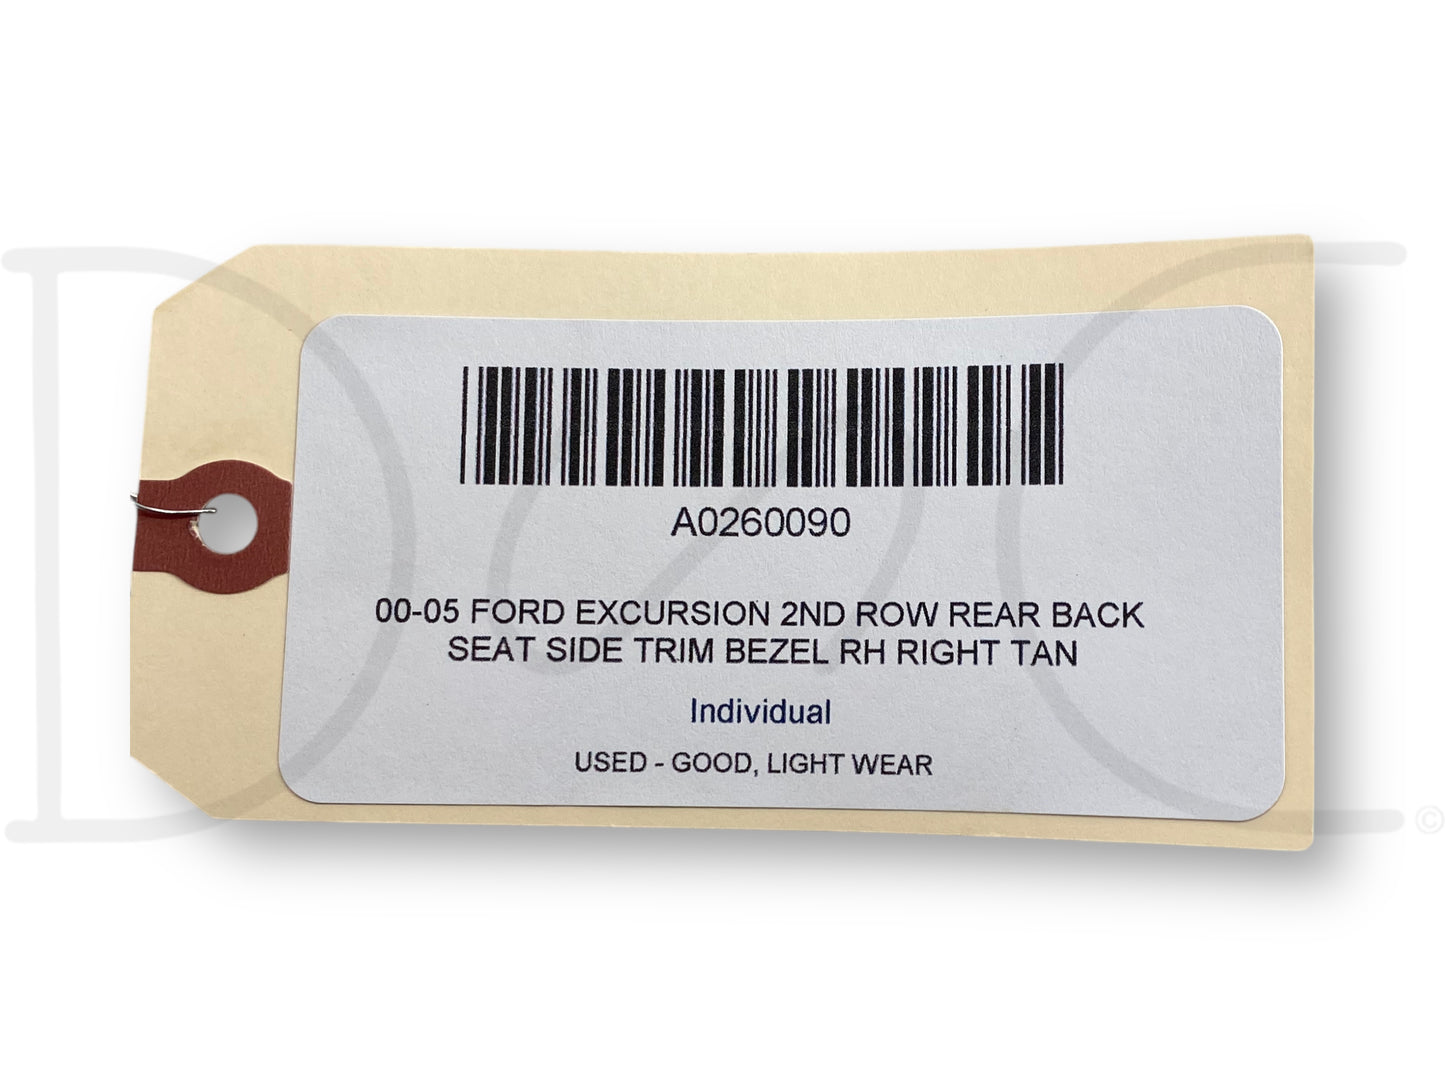 A0260090
00-05 FORD EXCURSION 2ND ROW REAR BACK
SEAT SIDE TRIM BEZEL RH RIGHT TAN
Individual
USED - GOOD, LIGHT WEAR
©